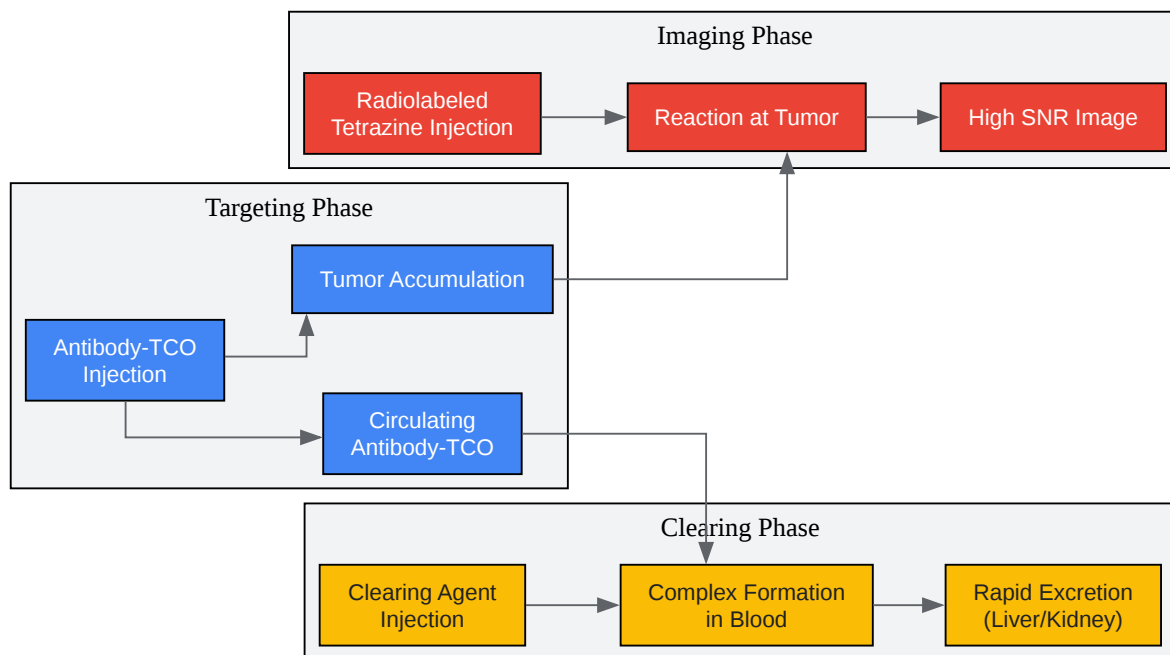 Imaging Phase
Radiolabeled
Tetrazine Injection
Reaction at Tumor
High SNR Image
Targeting Phase
Tumor Accumulation
Antibody-TCO
Injection
Circulating
Antibody-TCO
Clearing Phase
Clearing Agent
Injection
Complex Formation
in Blood
Rapid Excretion
(Liver/Kidney)